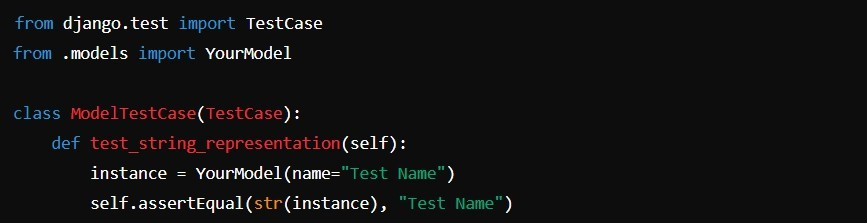 from django.test import TestCase
from .models import YourModel

class ModelTestCase(TestCase):
    def test_string_representation(self):
        instance = YourModel(name="Test Name")
        self.assertEqual(str(instance), "Test Name")